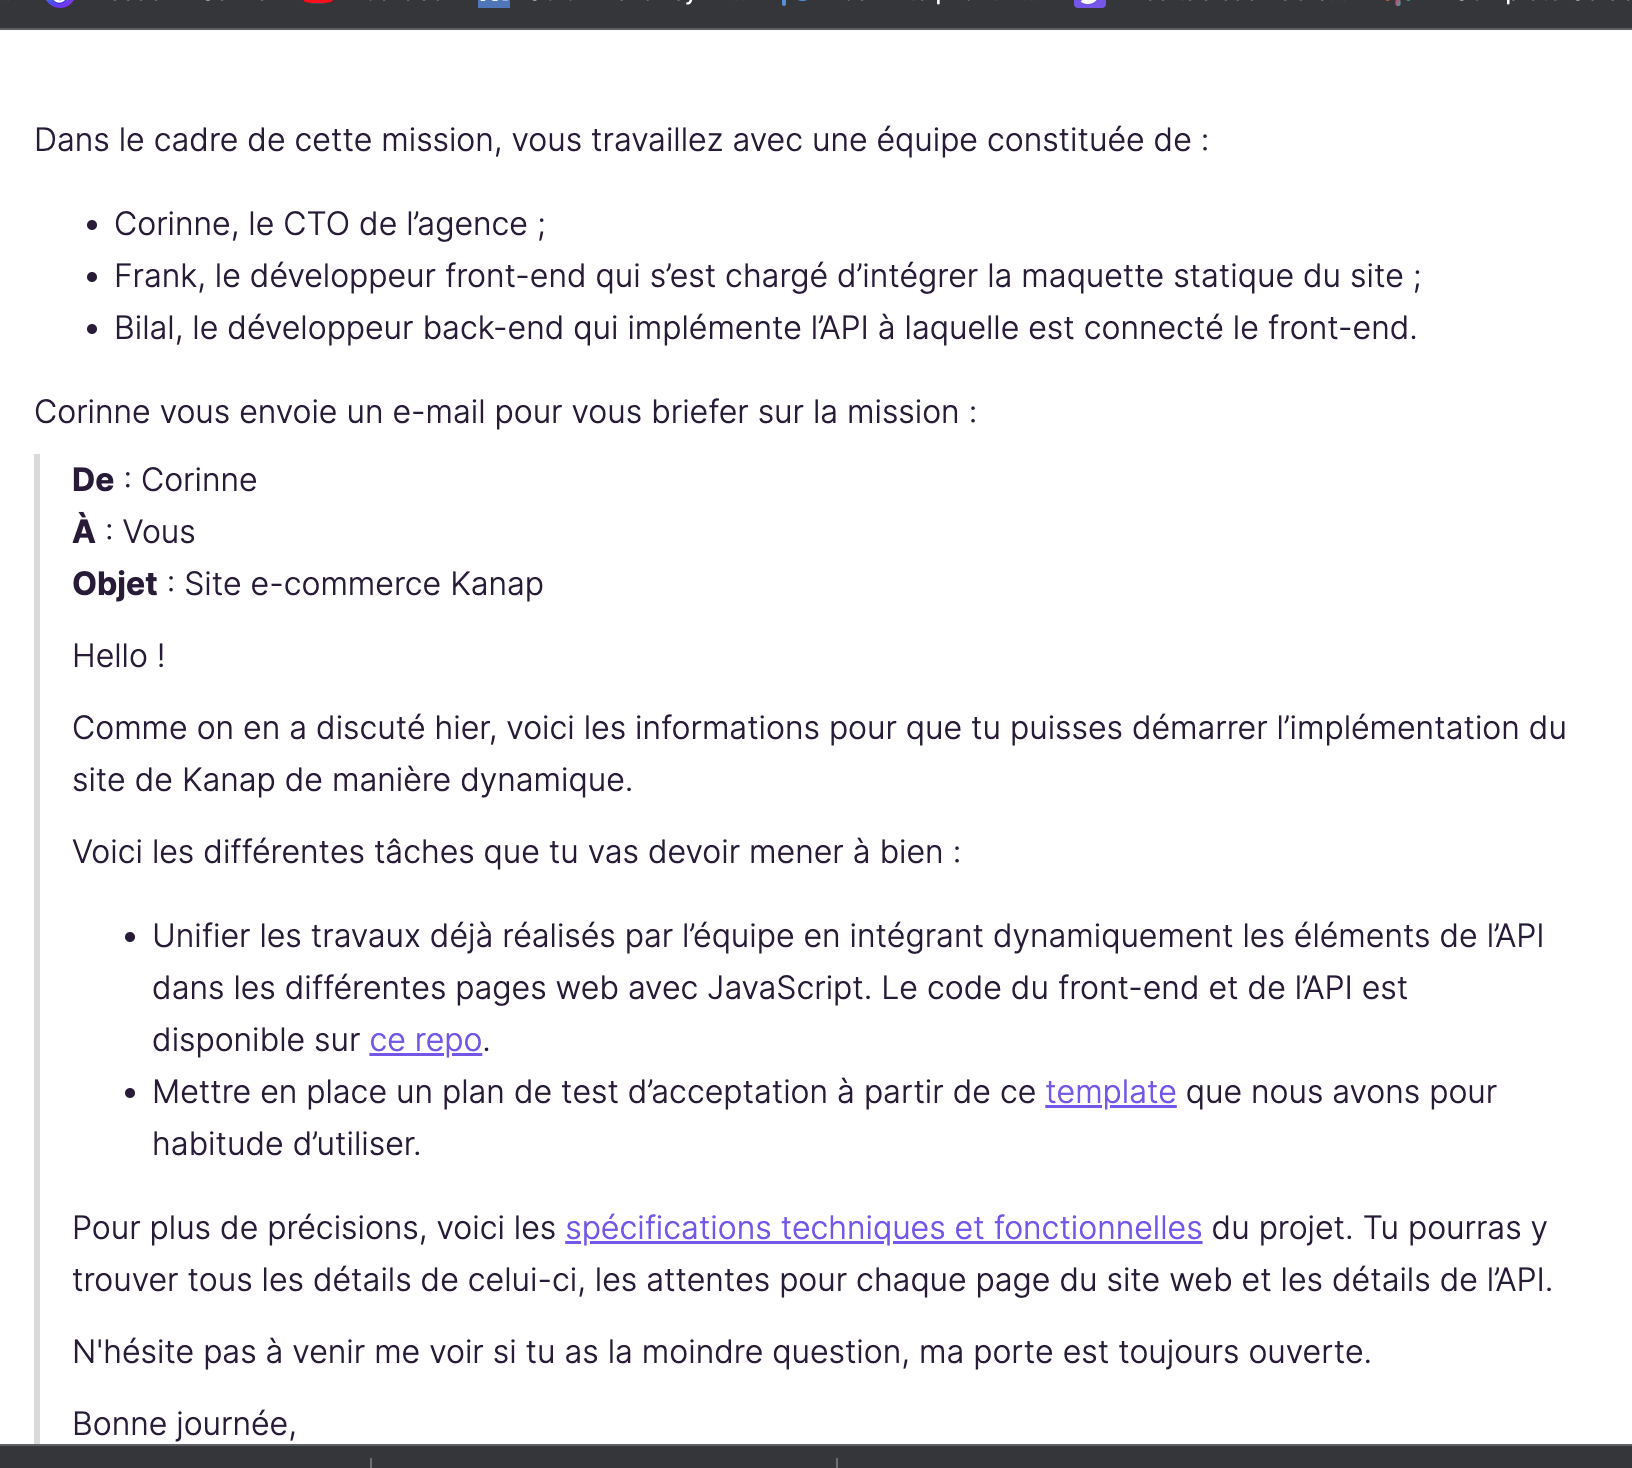 Dans le cadre de cette mission, vous travaillez avec une équipe constituée de :
• Corinne, le CTO de l’agence ;
• Frank, le développeur front-end qui s’est chargé d’intégrer la maquette statique du site ;
• Bilal, le développeur back-end qui implémente l’API à laquelle est connecté le front-end.
Corinne vous envoie un e-mail pour vous briefer sur la mission :
De : Corinne
À : Vous
Objet : Site e-commerce Kanap
Hello !
Comme on en a discuté hier, voici les informations pour que tu puisses démarrer l’implémentation du
site de Kanap de manière dynamique.
Voici les différentes tâches que tu vas devoir mener à bien :
• Unifier les travaux déjà réalisés par l’équipe en intégrant dynamiquement les éléments de l’API
dans les différentes pages web avec JavaScript. Le code du front-end et de l’API est
disponible sur ce repo.
• Mettre en place un plan de test d’acceptation à partir de ce template que nous avons pour
habitude d’utiliser.
Pour plus de précisions, voici les spécifications techniques et fonctionnelles du projet. Tu pourras y
trouver tous les détails de celui-ci, les attentes pour chaque page du site web et les détails de l’API.
N'hésite pas à venir me voir si tu as la moindre question, ma porte est toujours ouverte.
Bonne journée,